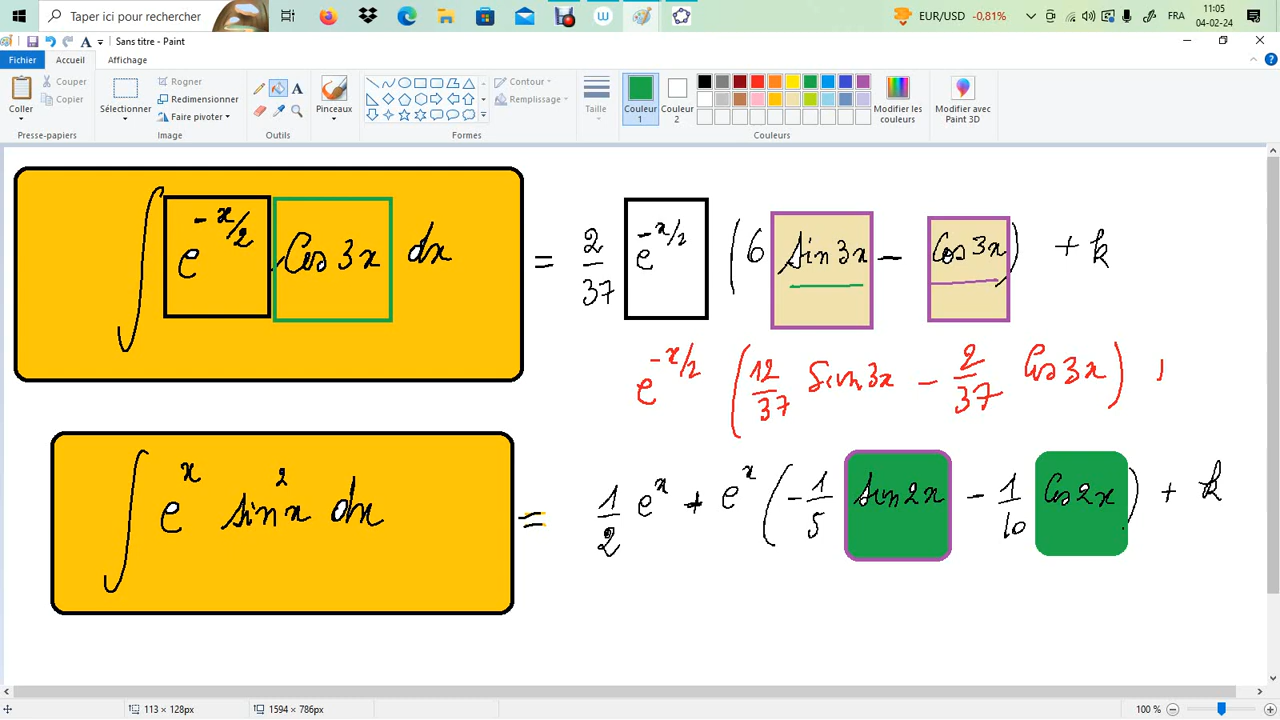 Taper ici pour rechercher
EUR/USD -0,81% FRA 11:05 04-02-24
Sans titre - Paint
Fichier Accueil Affichage
Coller Couper Copier Sélectionner Rogner Redimensionner Faire pivoter Pinceaux Contour Remplissage Taille Couleur 1 Couleur 2 Modifier les couleurs Modifier avec Paint 3D
Presse-papiers Image Outils Formes Couleurs
∫ e^{-x/2} Cos 3x dx = 2/37 e^{-x/2} (6 Sin 3x - Cos 3x) + k
e^{-x/2} (12/37 Sin 3x - 2/37 Cos 3x)
∫ e^x sin²x dx = 1/2 e^x + e^x (-1/5 Sin 2x - 1/10 Cos 2x) + k
113 × 128px 1594 × 786px 100 %